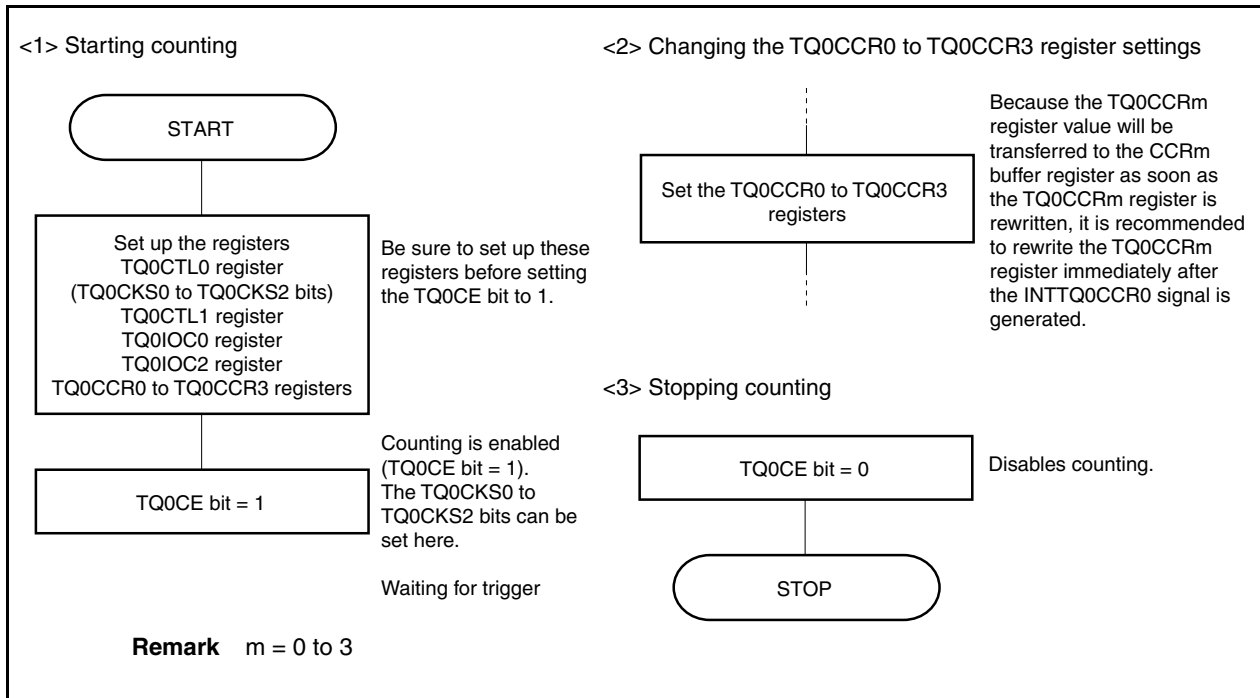 <1> Starting counting
START
Set up the registers
TQ0CTL0 register
(TQ0CKS0 to TQ0CKS2 bits)
TQ0CTL1 register
TQ0IOC0 register
TQ0IOC2 register
TQ0CCR0 to TQ0CCR3 registers
Be sure to set up these
registers before setting
the TQ0CE bit to 1.
TQ0CE bit = 1
Counting is enabled
(TQ0CE bit = 1).
The TQ0CKS0 to
TQ0CKS2 bits can be
set here.
Waiting for trigger
<2> Changing the TQ0CCR0 to TQ0CCR3 register settings
Set the TQ0CCR0 to TQ0CCR3
registers
Because the TQ0CCRm
register value will be
transferred to the CCRm
buffer register as soon as
the TQ0CCRm register is
rewritten, it is recommended
to rewrite the TQ0CCRm
register immediately after
the INTTQ0CCR0 signal is
generated.
<3> Stopping counting
TQ0CE bit = 0
Disables counting.
STOP
Remark m = 0 to 3